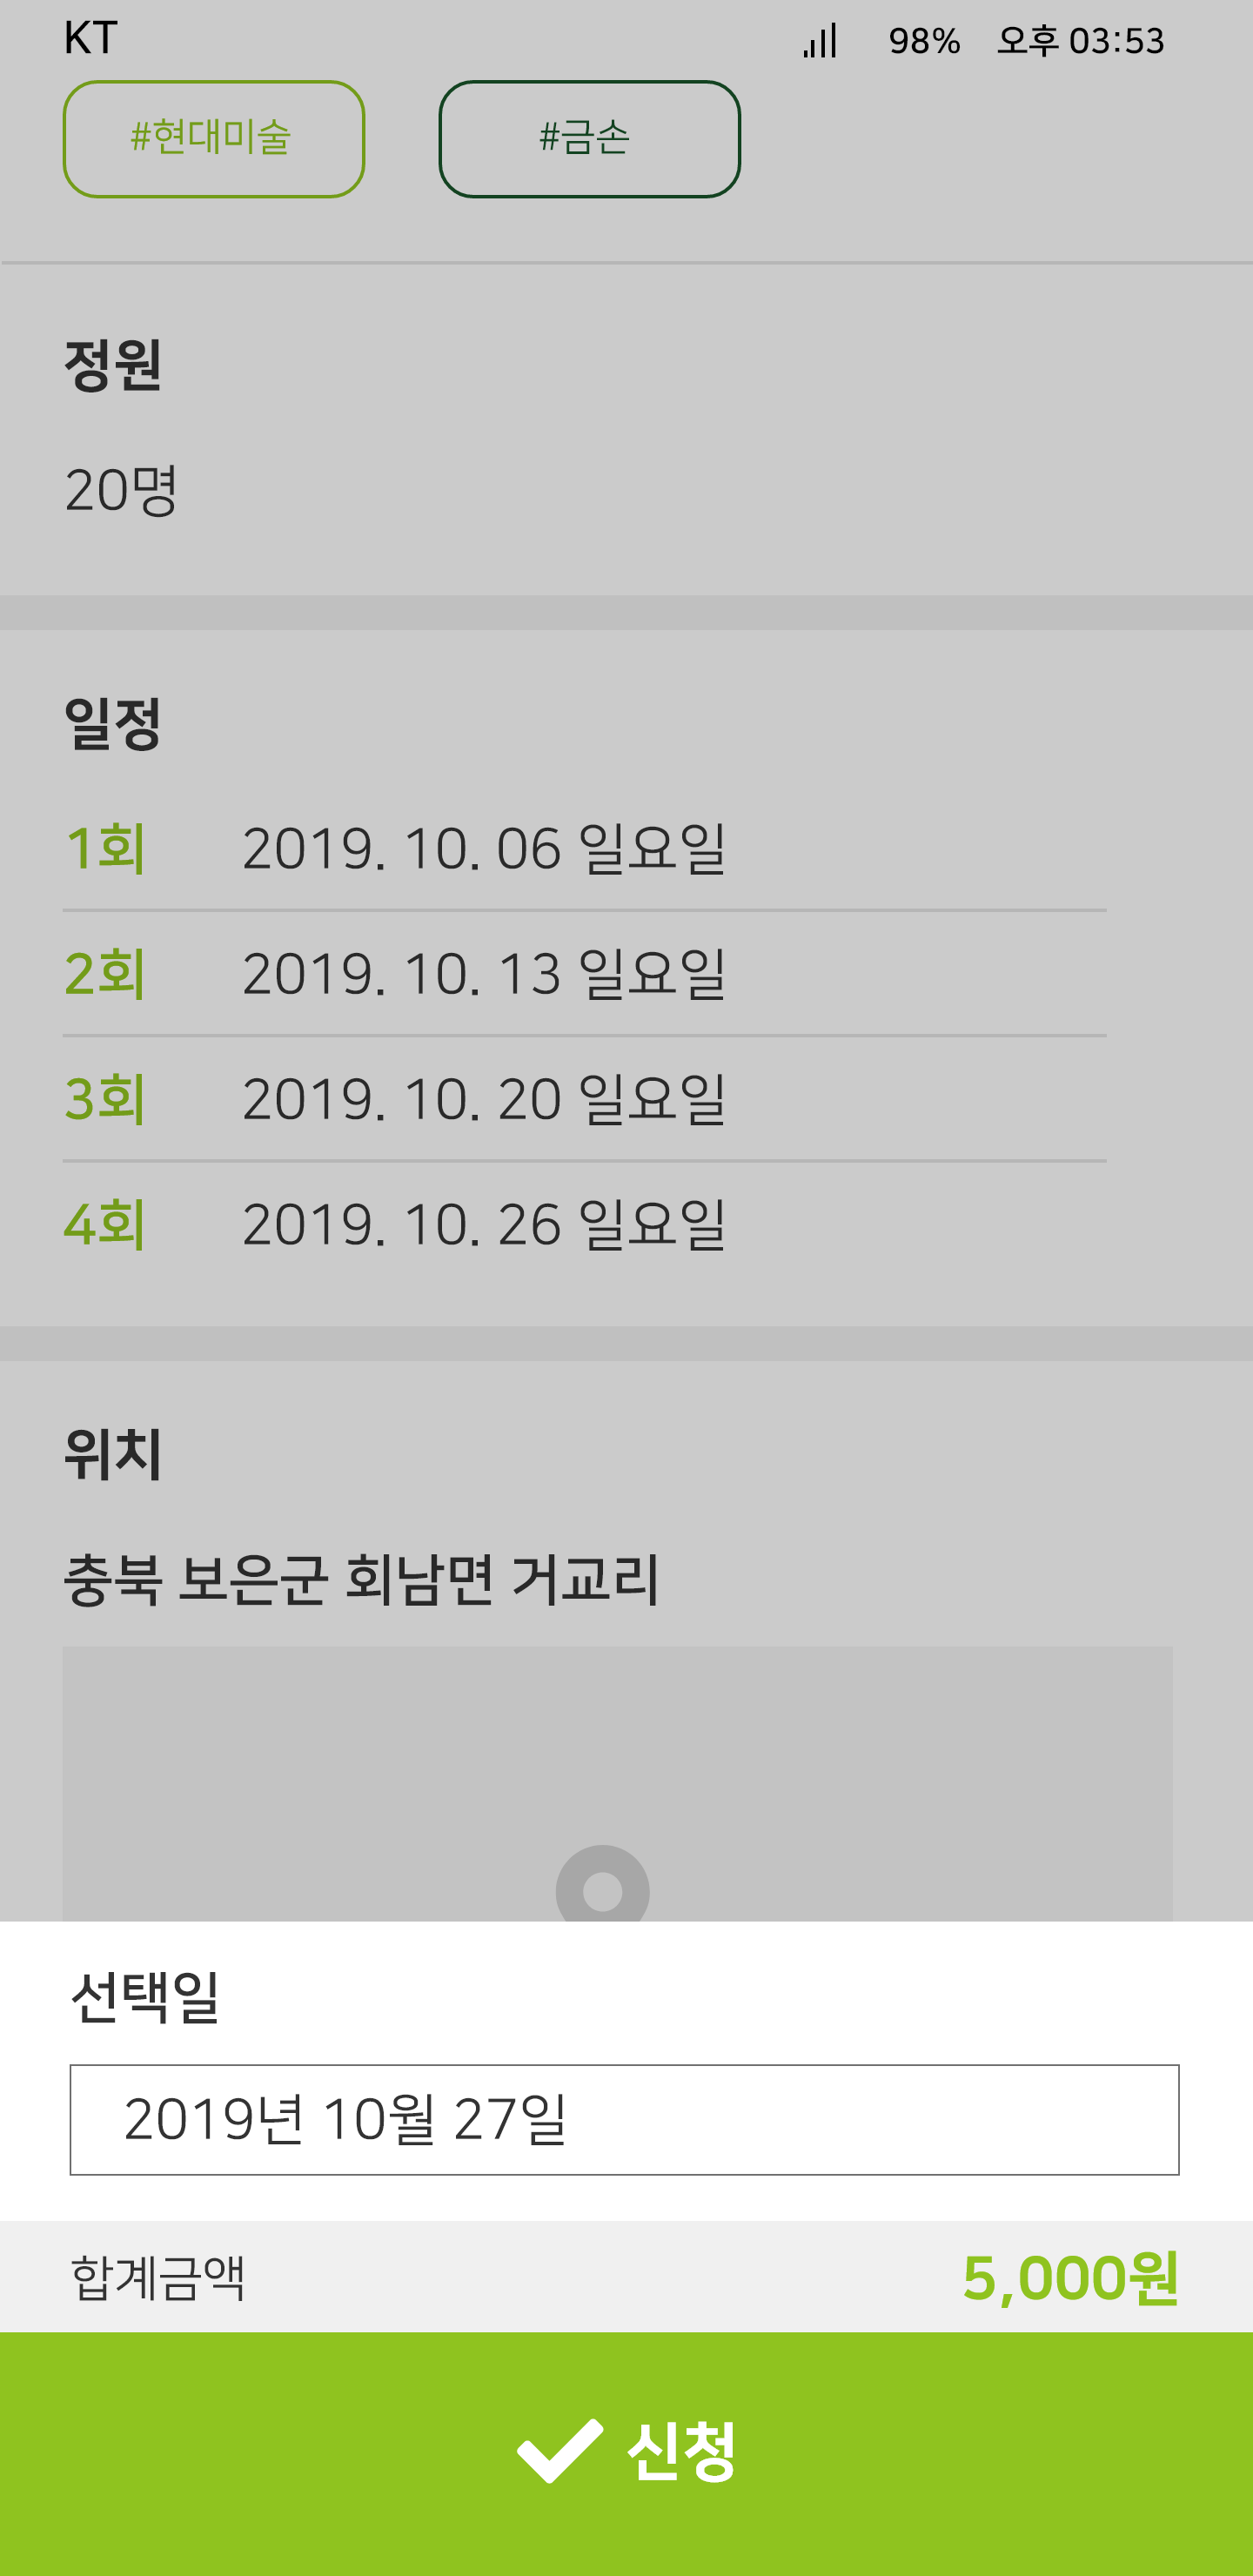 KT 98% 오후 03:53
#현대미술 #금손
정원
20명
일정
1회 2019. 10. 06 일요일
2회 2019. 10. 13 일요일
3회 2019. 10. 20 일요일
4회 2019. 10. 26 일요일
위치
충북 보은군 회남면 거교리
선택일
2019년 10월 27일
합계금액 5,000원
신청